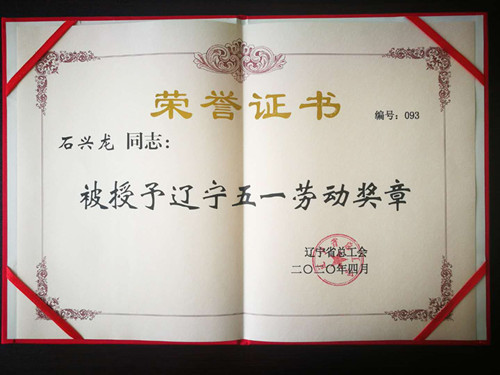 荣誉证书
编号：093
石兴龙 同志：
被授予辽宁五一劳动奖章
辽宁省总工会
二〇二〇年四月